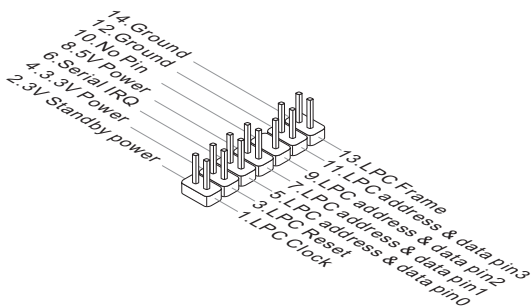 14.Ground
12.Ground
10.No Pin
8.5V Power
6.Serial IRQ
4.3.3V Power
2.3V Standby power
13.LPC Frame
11.LPC address & data pin3
9.LPC address & data pin2
7.LPC address & data pin1
5.LPC address & data pin0
3.LPC Reset
1.LPC Clock